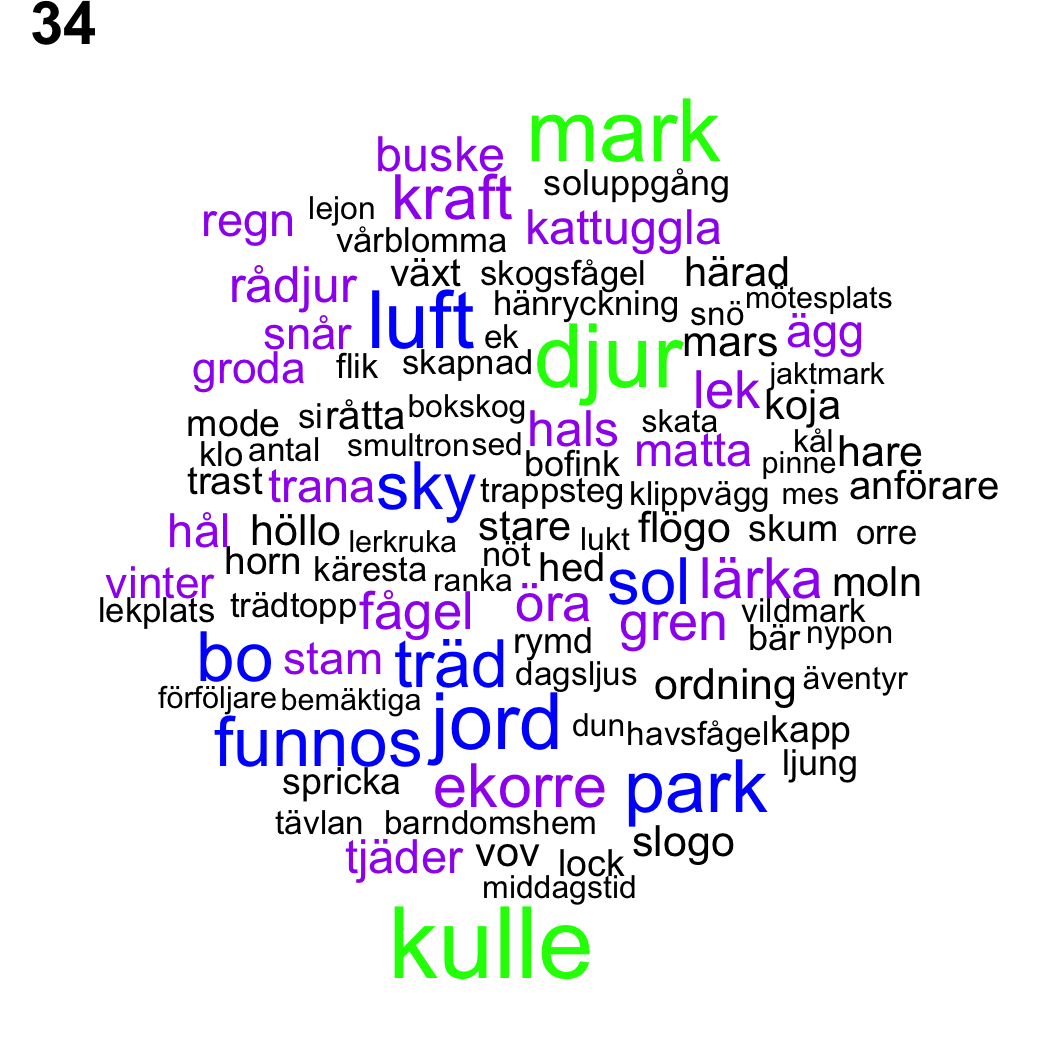 34
mark
buske
kraft soluppgång
regn lejon kattuggla
vårblomma
rådjur växt skogsfågel härad
luft hänryckning snö mötesplats
snår ek djur mars ägg
groda flik skapnad lek jaktmark
mode si råtta bokskog hals skata koja
klo antal smultron sed bofink matta kål hare
trast trana sky trappsteg klippvägg pinne mes anförare
hål höllo lerkruka stare lukt flögo skum orre
horn käresta nöt hed sol lärka moln
vinter ranka
lekplats trädtopp fågel öra gren vildmark
bo stam träd rymd bär nypon
dagsljus ordning äventyr
förföljare bemäktiga
funnos jord dun havsfågel kapp
spricka ekorre park ljung
tävlan barndomshem slogo
tjäder vov lock
middagstid
kulle